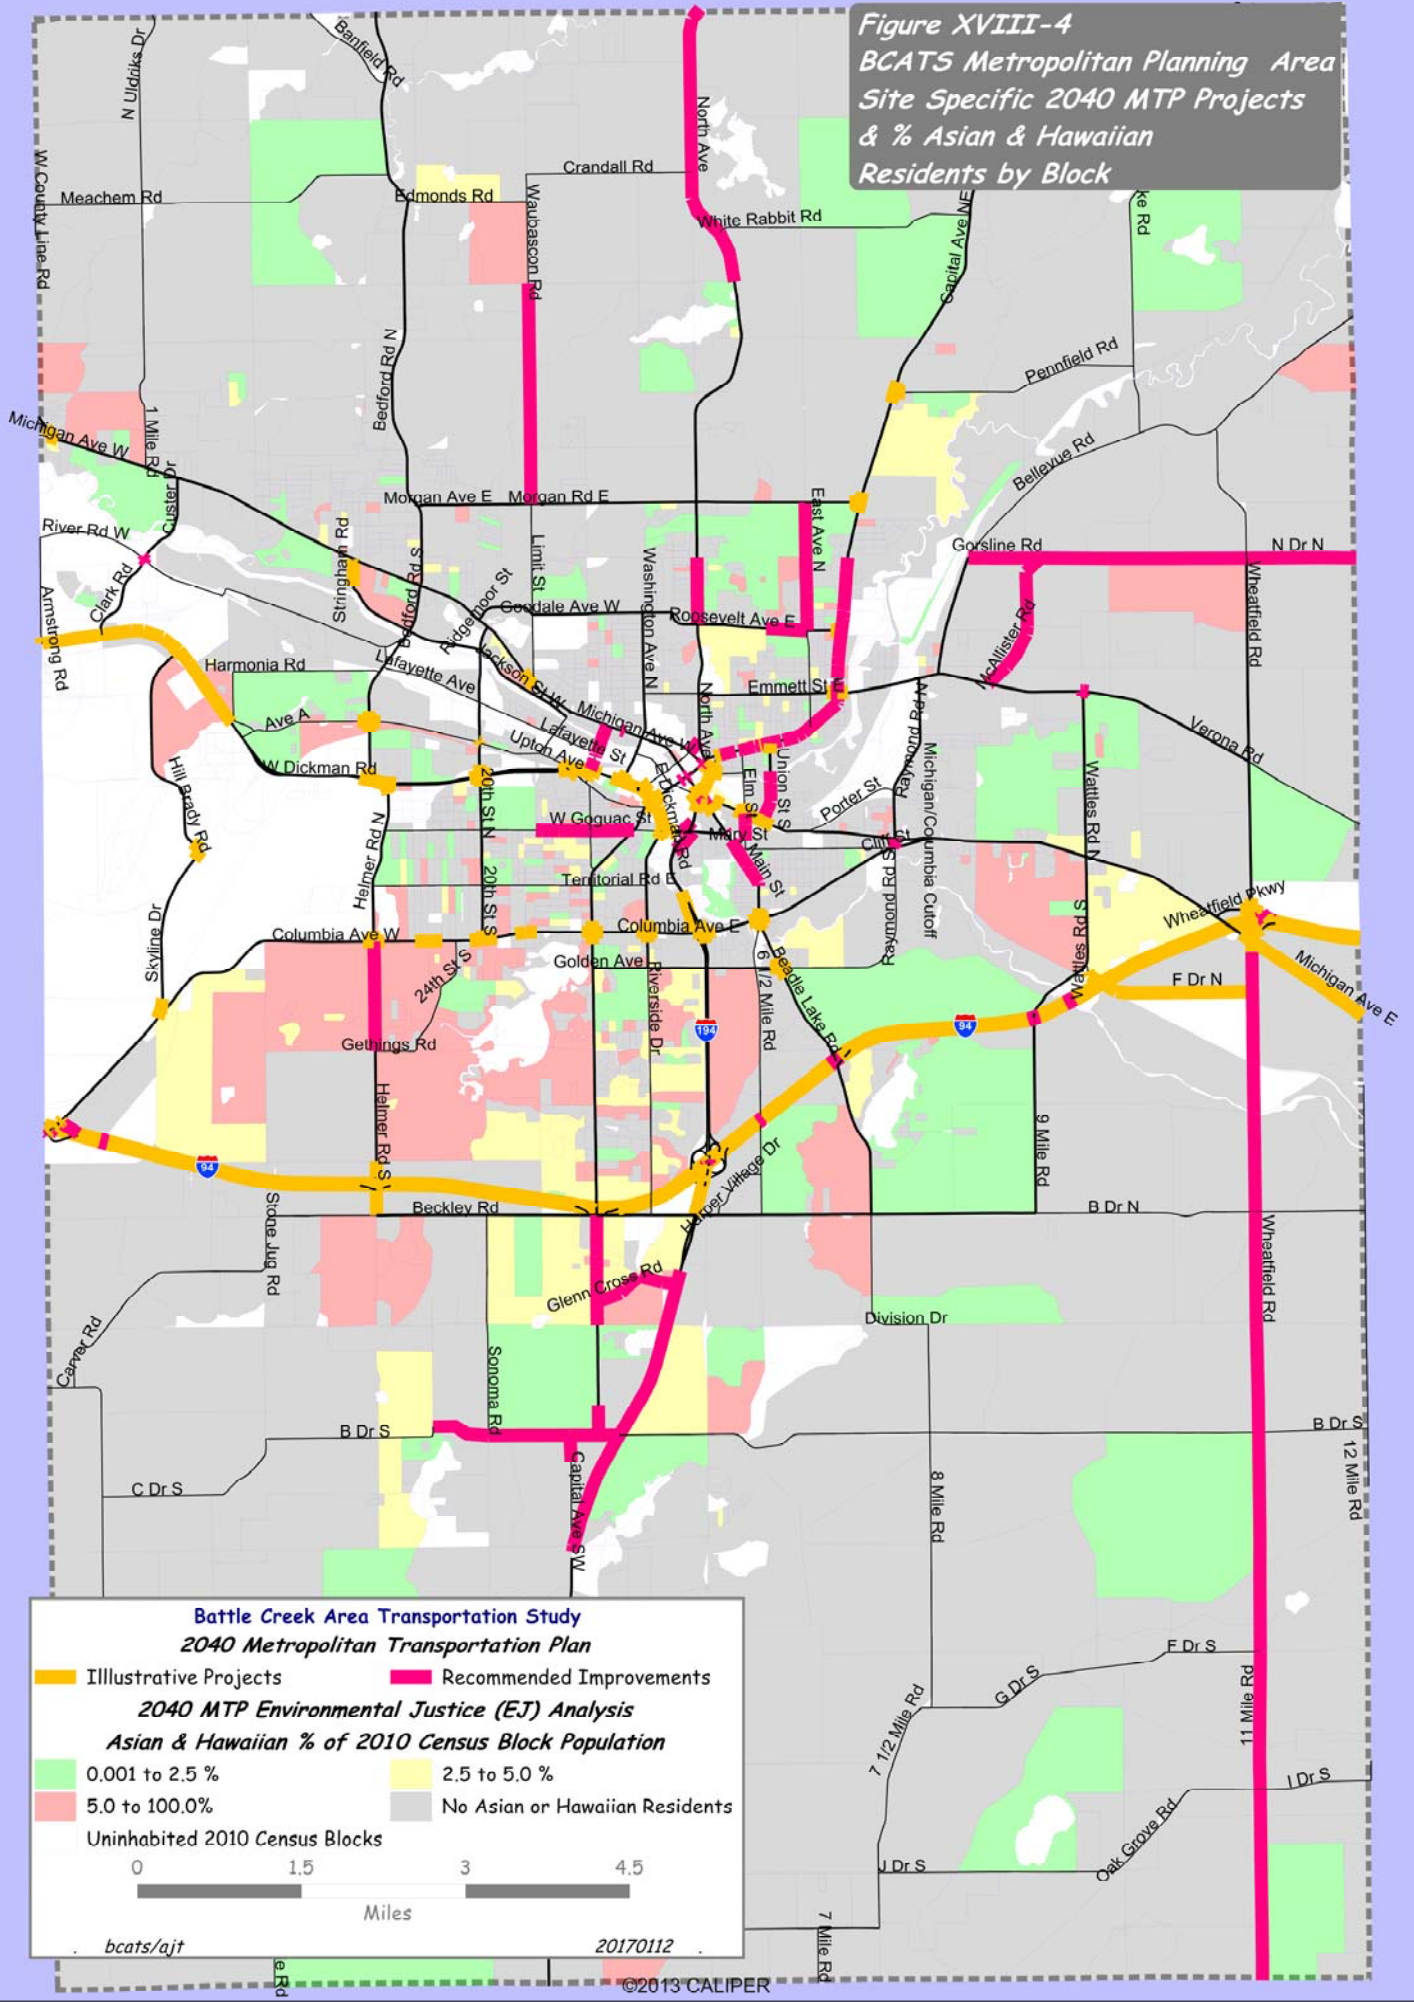 Figure XVIII-4
BCATS Metropolitan Planning Area
Site Specific 2040 MTP Projects
& % Asian & Hawaiian
Residents by Block
N Uldriks Dr
Banfield Rd
North Ave
W County Line Rd
Meachem Rd
Edmonds Rd
Crandall Rd
Waubascon Rd
White Rabbit Rd
Capital Ave NE
ke Rd
Bedford Rd N
Pennfield Rd
Michigan Ave W
1 Mile Rd
Custer Dr
Bellevue Rd
Morgan Ave E
Morgan Rd E
East Ave N
River Rd W
Stringham Rd
Bedford Rd S
Limit St
Washington Ave N
Gorsline Rd
N Dr N
Clark Rd
Armstrong Rd
Ridgemoor St
Goodale Ave W
Roosevelt Ave E
McAllister Rd
Wheatfield Rd
Harmonia Rd
Lafayette Ave
Jackson St W
Emmett St
North Ave
Michigan Ave W
Verona Rd
Ave A
Lafayette St
Upton Ave
Raymond Rd
Michigan/Columbia Cutoff
Hill Brady Rd
W Dickman Rd
20th St N
E Dickman Rd
Elm St
Union St S
Porter St
Wattles Rd N
W Goguac St
Mary St
Cliff St
Helmer Rd N
Main St
Territorial Rd E
20th St S
Raymond Rd S
Wheatfield Pkwy
Skyline Dr
Columbia Ave W
Columbia Ave E
Wattles Rd S
24th St S
Golden Ave
Riverside Dr
6 1/2 Mile Rd
Beadle Lake Rd
F Dr N
Michigan Ave E
194
94
Gethings Rd
Helmer Rd S
9 Mile Rd
94
Harper Village Dr
Stone Jug Rd
Beckley Rd
B Dr N
Wheatfield Rd
Glenn Cross Rd
Division Dr
Carver Rd
Sonoma Rd
B Dr S
B Dr S
12 Mile Rd
C Dr S
Capital Ave SW
8 Mile Rd
F Dr S
G Dr S
11 Mile Rd
7 1/2 Mile Rd
I Dr S
Oak Grove Rd
J Dr S
7 Mile Rd
e Rd
Battle Creek Area Transportation Study
2040 Metropolitan Transportation Plan
Illlustrative Projects
Recommended Improvements
2040 MTP Environmental Justice (EJ) Analysis
Asian & Hawaiian % of 2010 Census Block Population
0.001 to 2.5 %
2.5 to 5.0 %
5.0 to 100.0%
No Asian or Hawaiian Residents
Uninhabited 2010 Census Blocks
0 1.5 3 4.5
Miles
bcats/ajt
20170112
©2013 CALIPER